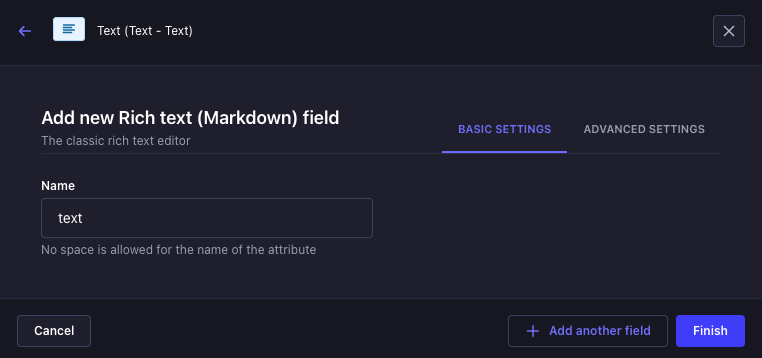 Text (Text - Text)
Add new Rich text (Markdown) field
The classic rich text editor
BASIC SETTINGS
ADVANCED SETTINGS
Name
text
No space is allowed for the name of the attribute
Cancel
Add another field
Finish